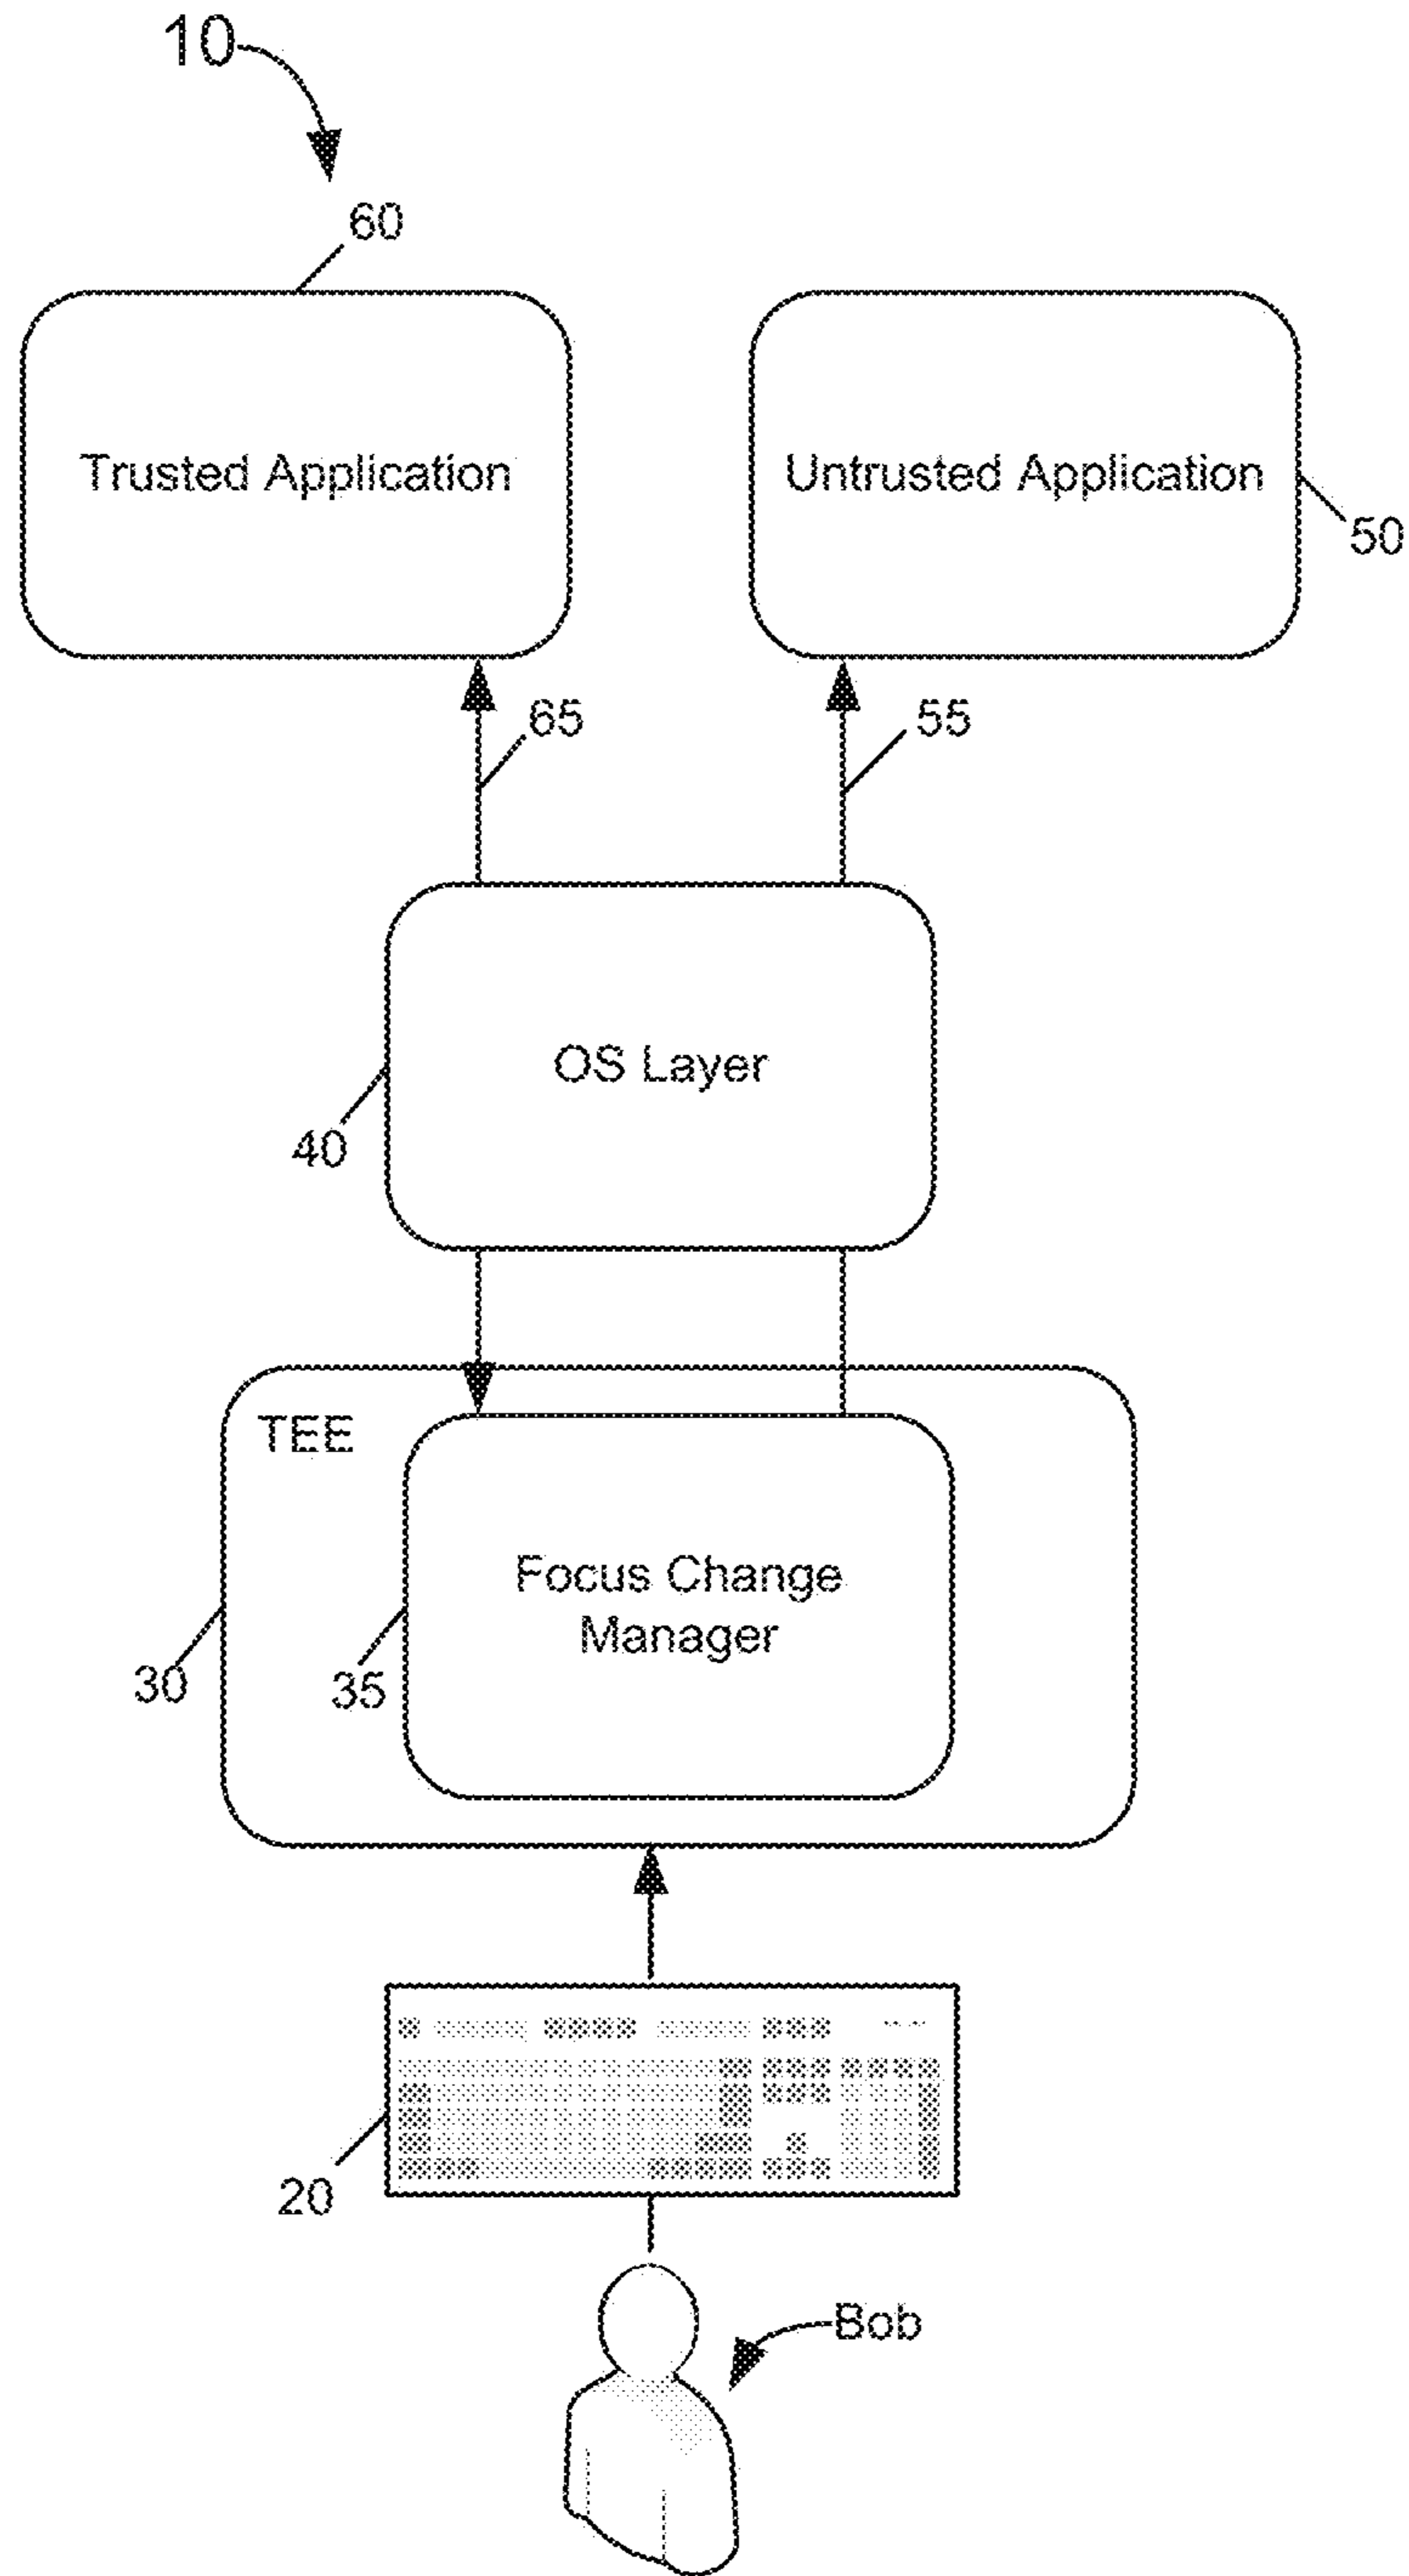 10
60
Trusted Application
Untrusted Application
50
65
55
OS Layer
40
TEE
Focus Change
Manager
30
35
20
Bob